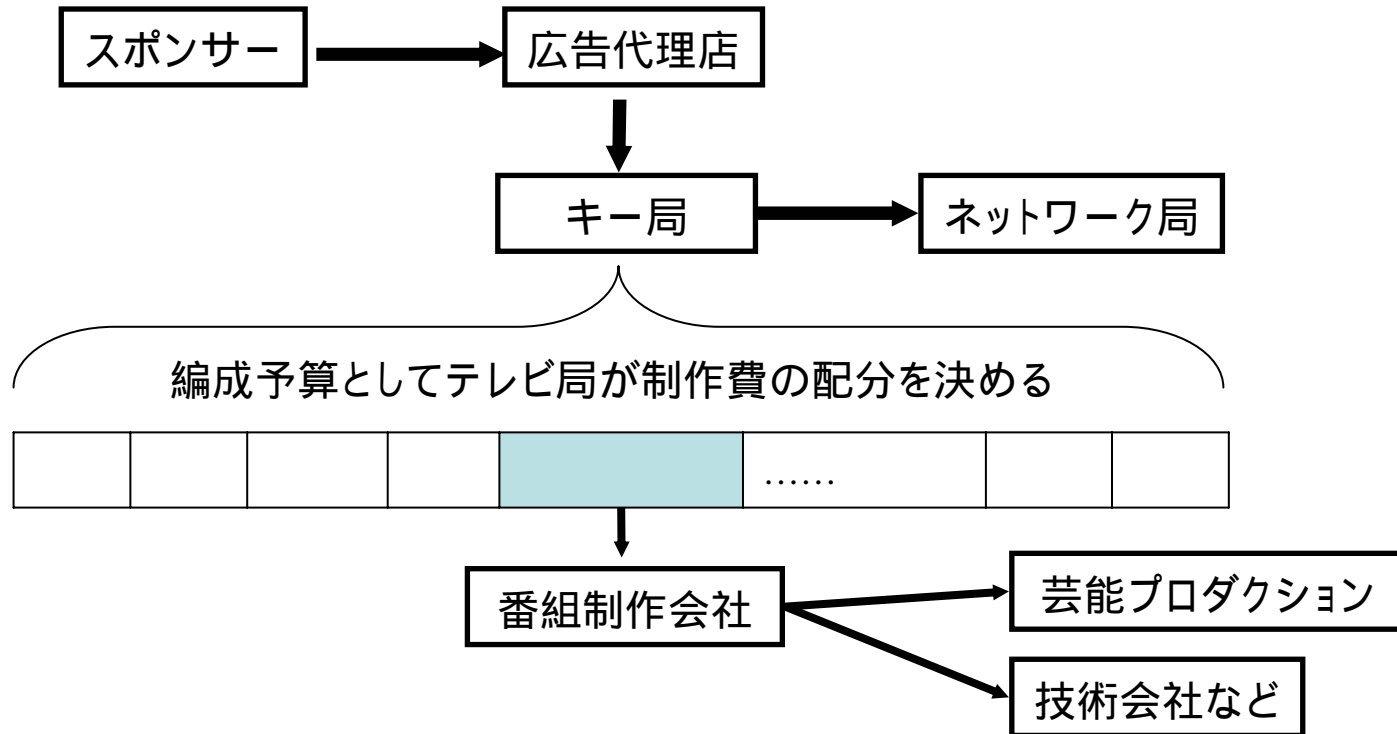 スポンサー
広告代理店
キー局
ネットワーク局
編成予算としてテレビ局が制作費の配分を決める
……
番組制作会社
芸能プロダクション
技術会社など